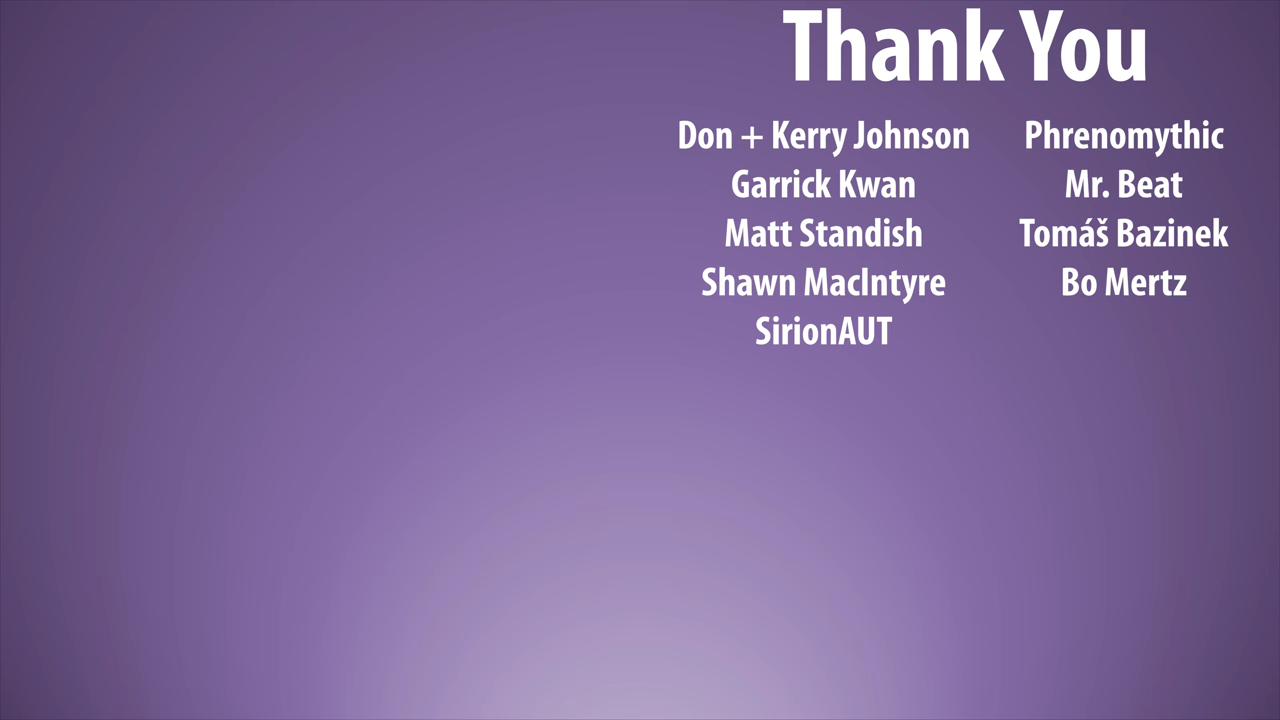 Thank You
Don + Kerry Johnson
Garrick Kwan
Matt Standish
Shawn MacIntyre
SirionAUT
Phrenomythic
Mr. Beat
Tomáš Bazinek
Bo Mertz